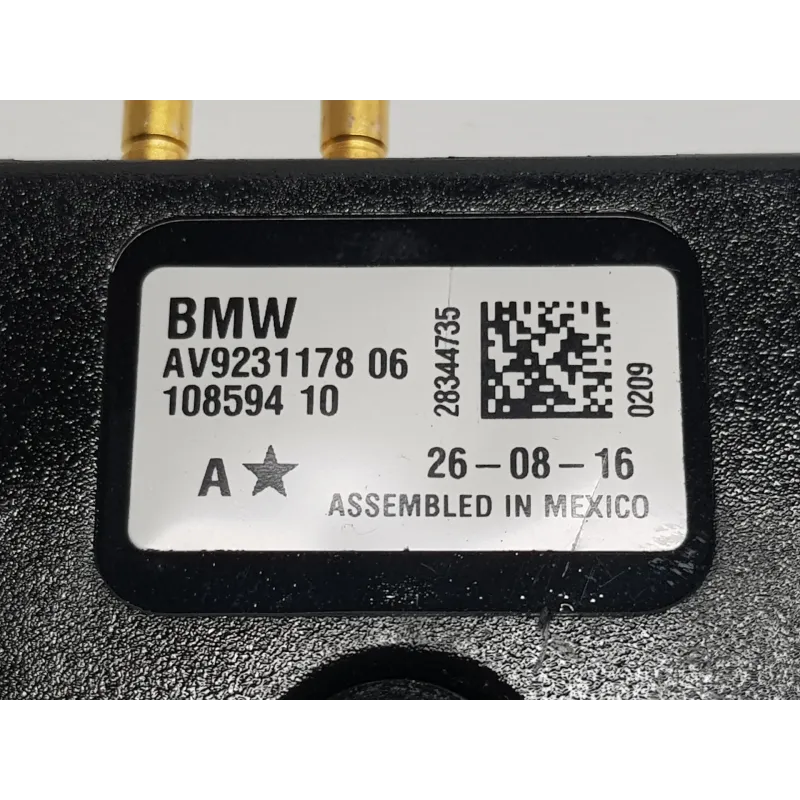 BMW
AV9231178 06
108594 10
28344735
0209
A
26-08-16
ASSEMBLED IN MEXICO